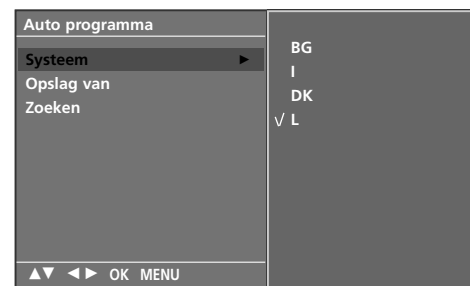 Auto programma
Systeem ►
Opslag van
Zoeken
▲▼ ◄► OK MENU
BG
I
DK
√ L